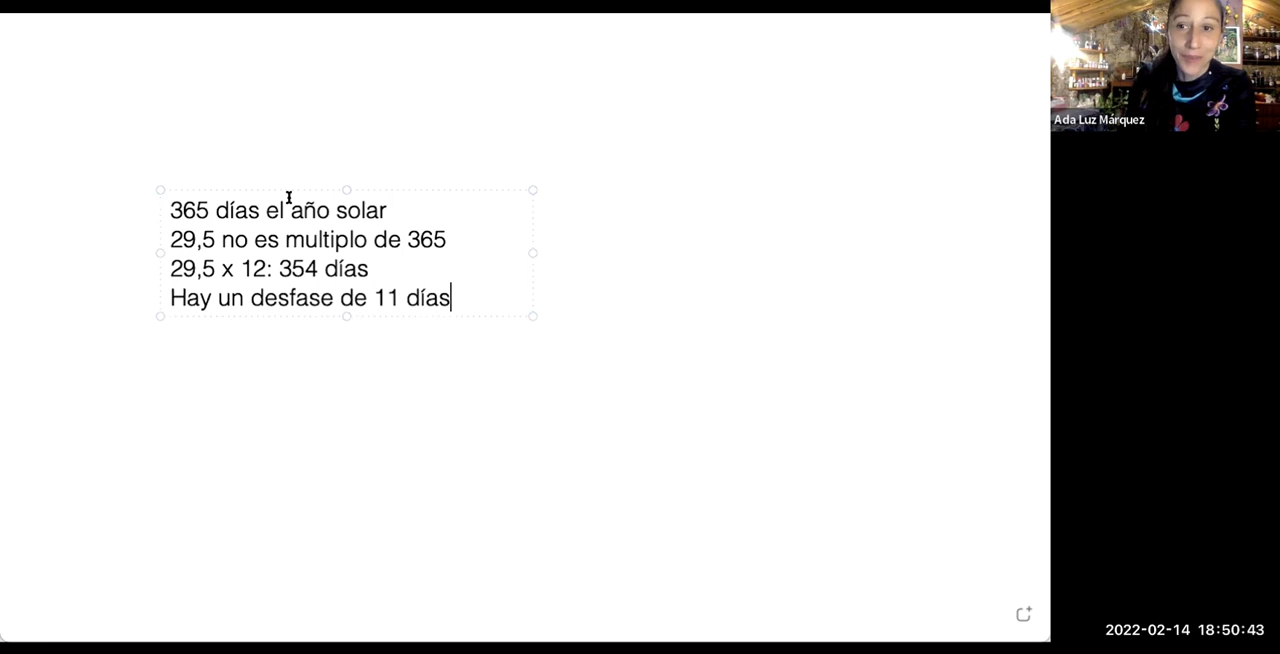 365 días el año solar
29,5 no es multiplo de 365
29,5 x 12: 354 días
Hay un desfase de 11 días
Ada Luz Márquez
2022-02-14 18:50:43